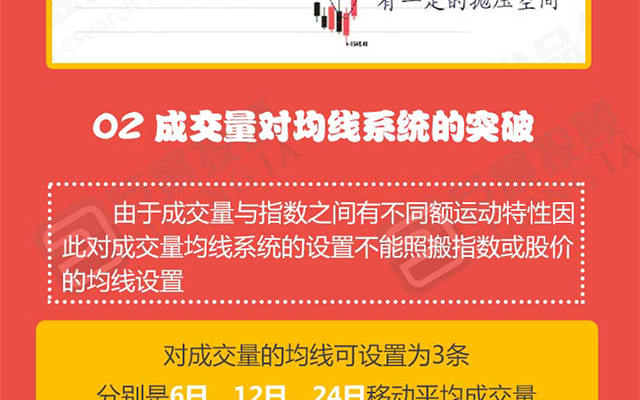 有一定的抛压空间
02 成交量对均线系统的突破
由于成交量与指数之间有不同额运动特性因
此对成交量均线系统的设置不能照搬指数或股价
的均线设置
对成交量的均线可设置为3条
分别是6日、12日、24日移动平均成交量